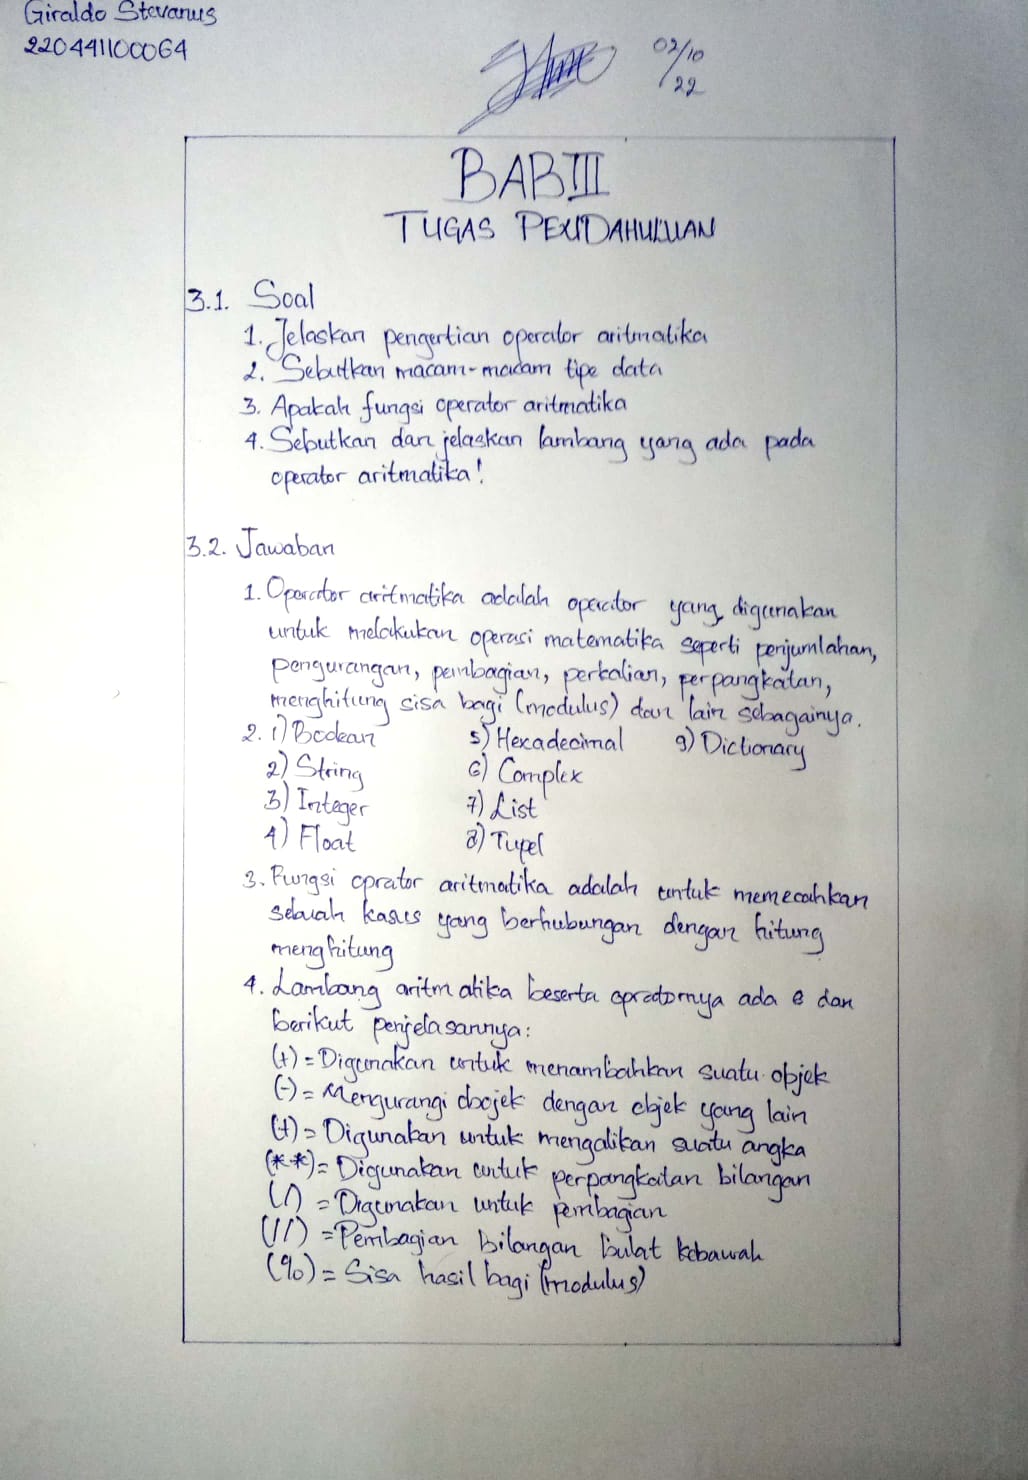 Giraldo Stevanus
220441100064
02/10
22
BAB III
TUGAS PENDAHULUAN
3.1. Soal
1. Jelaskan pengertian operator aritmatika
2. Sebutkan macam-macam tipe data
3. Apakah fungsi operator aritmatika
4. Sebutkan dan jelaskan lambang yang ada pada
operator aritmatika!
3.2. Jawaban
1. Operator aritmatika adalah operator yang digunakan
untuk melakukan operasi matematika seperti penjumlahan,
pengurangan, pembagian, perkalian, perpangkatan,
menghitung sisa bagi (modulus) dan lain sebagainya.
2. 1) Boolean 5) Hexadecimal 9) Dictionary
2) String 6) Complex
3) Integer 7) List
4) Float 8) Tupel
3. Fungsi oprator aritmatika adalah untuk memecahkan
sebuah kasus yang berhubungan dengan hitung
menghitung
4. Lambang aritmatika beserta opratornya ada 8 dan
berikut penjelasannya:
(+) = Digunakan untuk menambahkan suatu objek
(-) = Mengurangi obojek dengan objek yang lain
= Digunakan untuk mengalikan suatu angka
(**) = Digunakan untuk perpangkatan bilangan
(/) = Digunakan untuk pembagian
(//) = Pembagian bilangan bulat kebawah
(%) = Sisa hasil bagi (modulus)